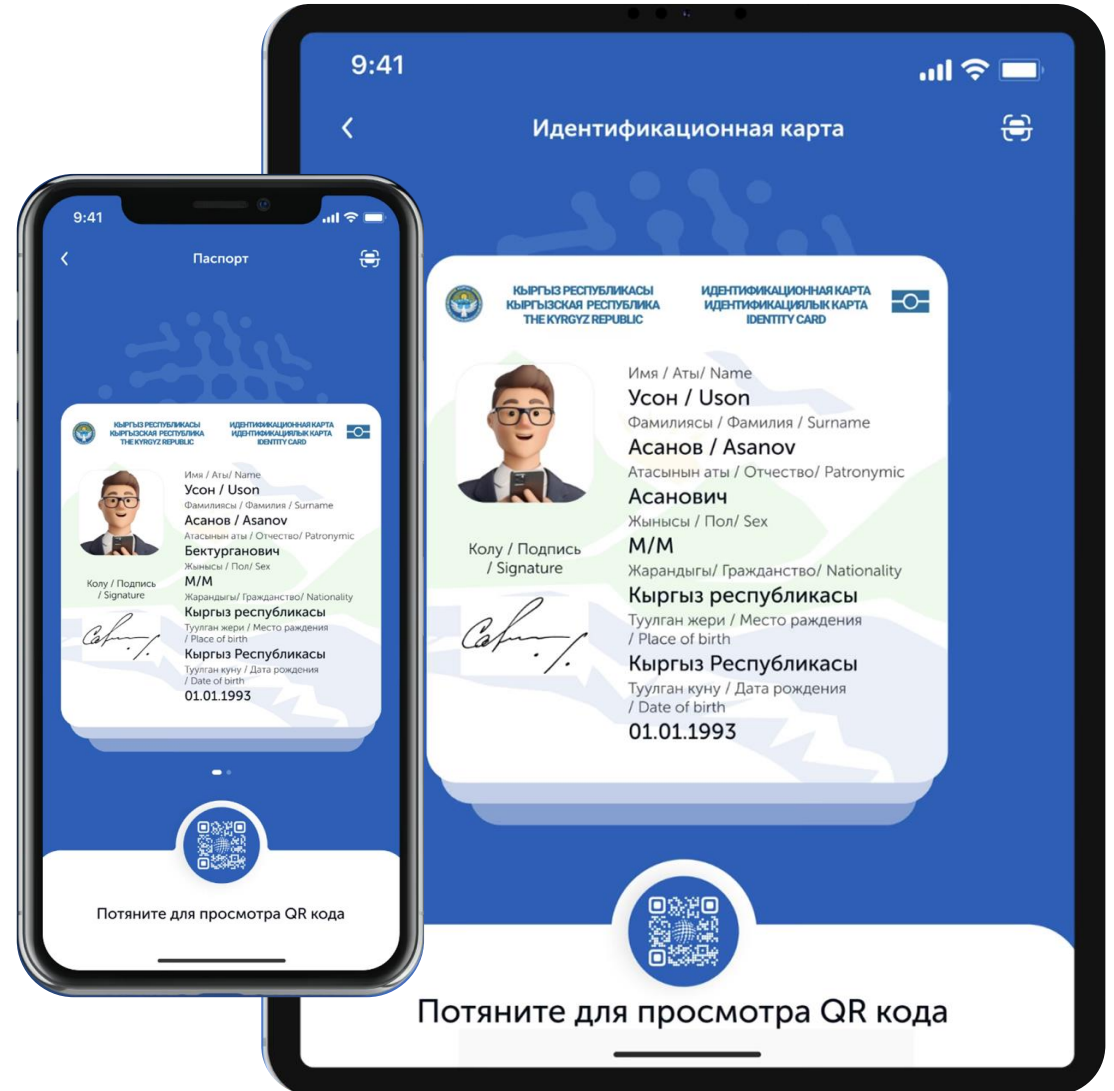 9:41
Идентификационная карта
КЫРГЫЗ РЕСПУБЛИКАСЫ
КЫРГЫЗСКАЯ РЕСПУБЛИКА
THE KYRGYZ REPUBLIC
ИДЕНТИФИКАЦИОННАЯ КАРТА
ИДЕНТИФИКАЦИЯЛЫК КАРТА
IDENTITY CARD
Имя / Аты/ Name
Усон / Uson
Фамилиясы / Фамилия / Surname
Асанов / Asanov
Атасынын аты / Отчество/ Patronymic
Асанович
Жынысы / Пол/ Sex
М/М
Жарандыгы/ Гражданство/ Nationality
Кыргыз республикасы
Туулган жери / Место раждения
/ Place of birth
Кыргыз Республикасы
Туулган куну / Дата рождения
/ Date of birth
01.01.1993
Колу / Подпись
/ Signature
Потяните для просмотра QR кода
9:41
Паспорт
КЫРГЫЗ РЕСПУБЛИКАСЫ
КЫРГЫЗСКАЯ РЕСПУБЛИКА
THE KYRGYZ REPUBLIC
ИДЕНТИФИКАЦИОННАЯ КАРТА
ИДЕНТИФИКАЦИЯЛЫК КАРТА
IDENTITY CARD
Имя / Аты/ Name
Усон / Uson
Фамилиясы / Фамилия / Surname
Асанов / Asanov
Атасынын аты / Отчество/ Patronymic
Бектурганович
Жынысы / Пол/ Sex
М/М
Жарандыгы/ Гражданство/ Nationality
Кыргыз республикасы
Туулган жери / Место раждения
/ Place of birth
Кыргыз Республикасы
Туулган куну / Дата рождения
/ Date of birth
01.01.1993
Колу / Подпись
/ Signature
Потяните для просмотра QR кода